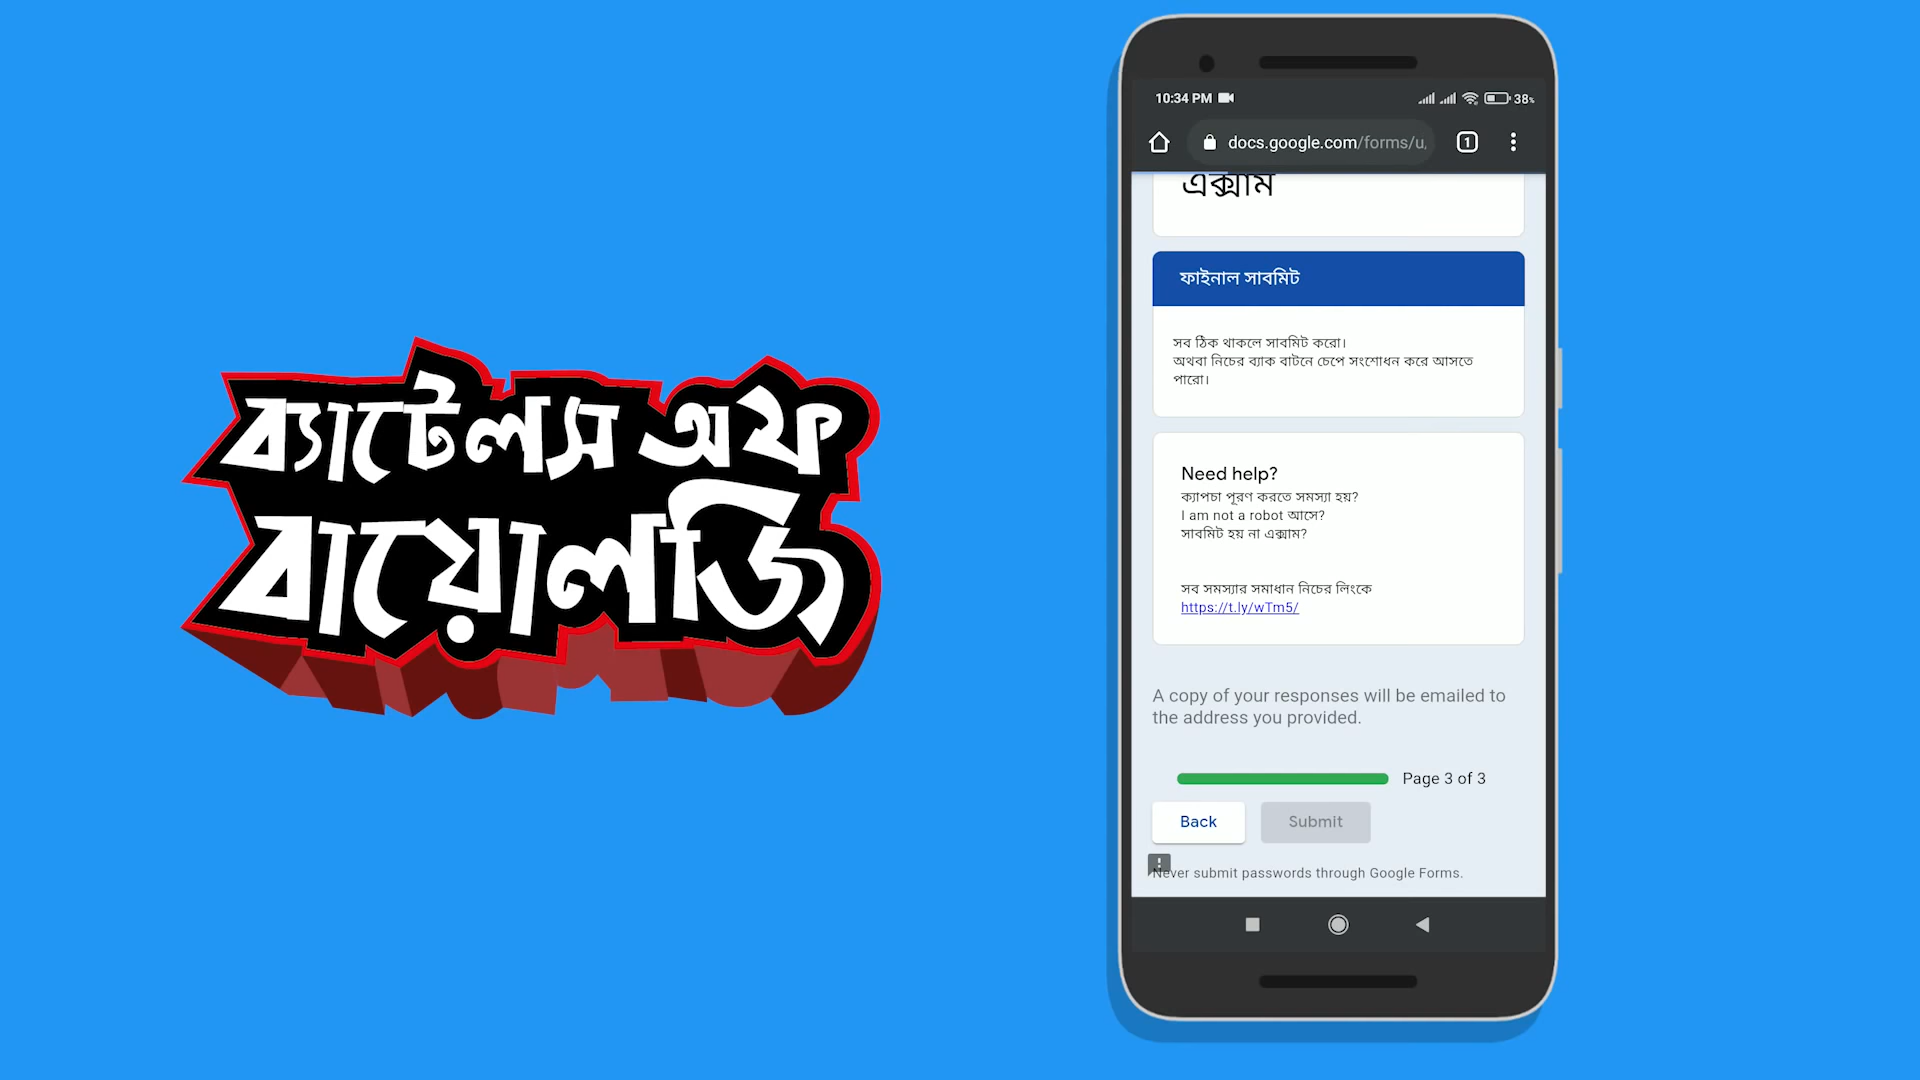 ব্যাটেলস অফ
বায়োলজি
10:34 PM
38%
docs.google.com/forms/u
1
এক্সাম
ফাইনাল সাবমিট
সব ঠিক থাকলে সাবমিট করো।
অথবা নিচের ব্যাক বাটনে চেপে সংশোধন করে আসতে
পারো।
Need help?
ক্যাপচা পূরণ করতে সমস্যা হয়?
I am not a robot আসে?
সাবমিট হয় না এক্সাম?
সব সমস্যার সমাধান নিচের লিংকে
https://t.ly/wTm5/
A copy of your responses will be emailed to
the address you provided.
Page 3 of 3
Back
Submit
Never submit passwords through Google Forms.